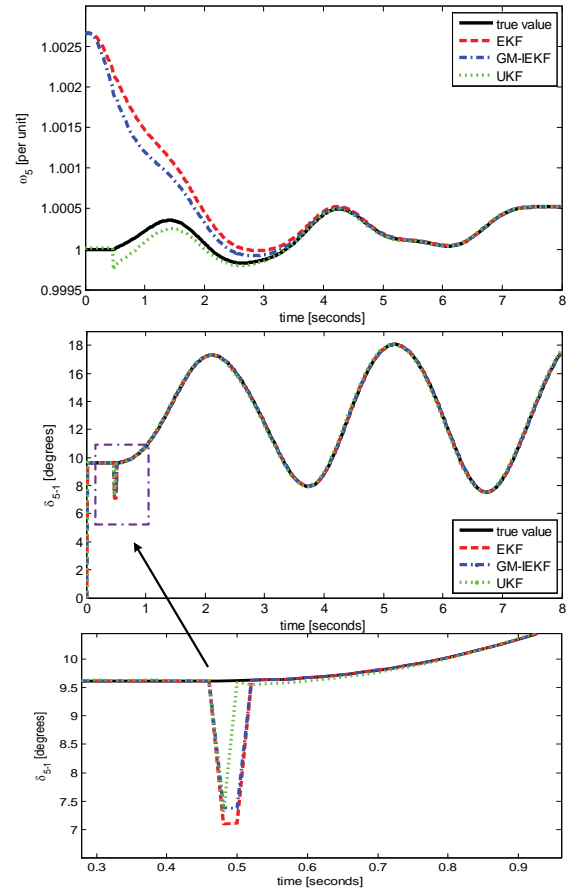 1.0025
1.002
1.0015
1.001
1.0005
1
0.9995
ω5 [per unit]
true value
EKF
GM-IEKF
UKF
0 1 2 3 4 5 6 7 8
time [seconds]
18
16
14
12
10
8
6
5
4
3
2
1
0
δ5-1 [degrees]
true value
EKF
GM-IEKF
UKF
0 1 2 3 4 5 6 7 8
time [seconds]
10
9.5
9
8.5
8
7.5
7
δ5-1 [degrees]
0.3 0.4 0.5 0.6 0.7 0.8 0.9
time [seconds]